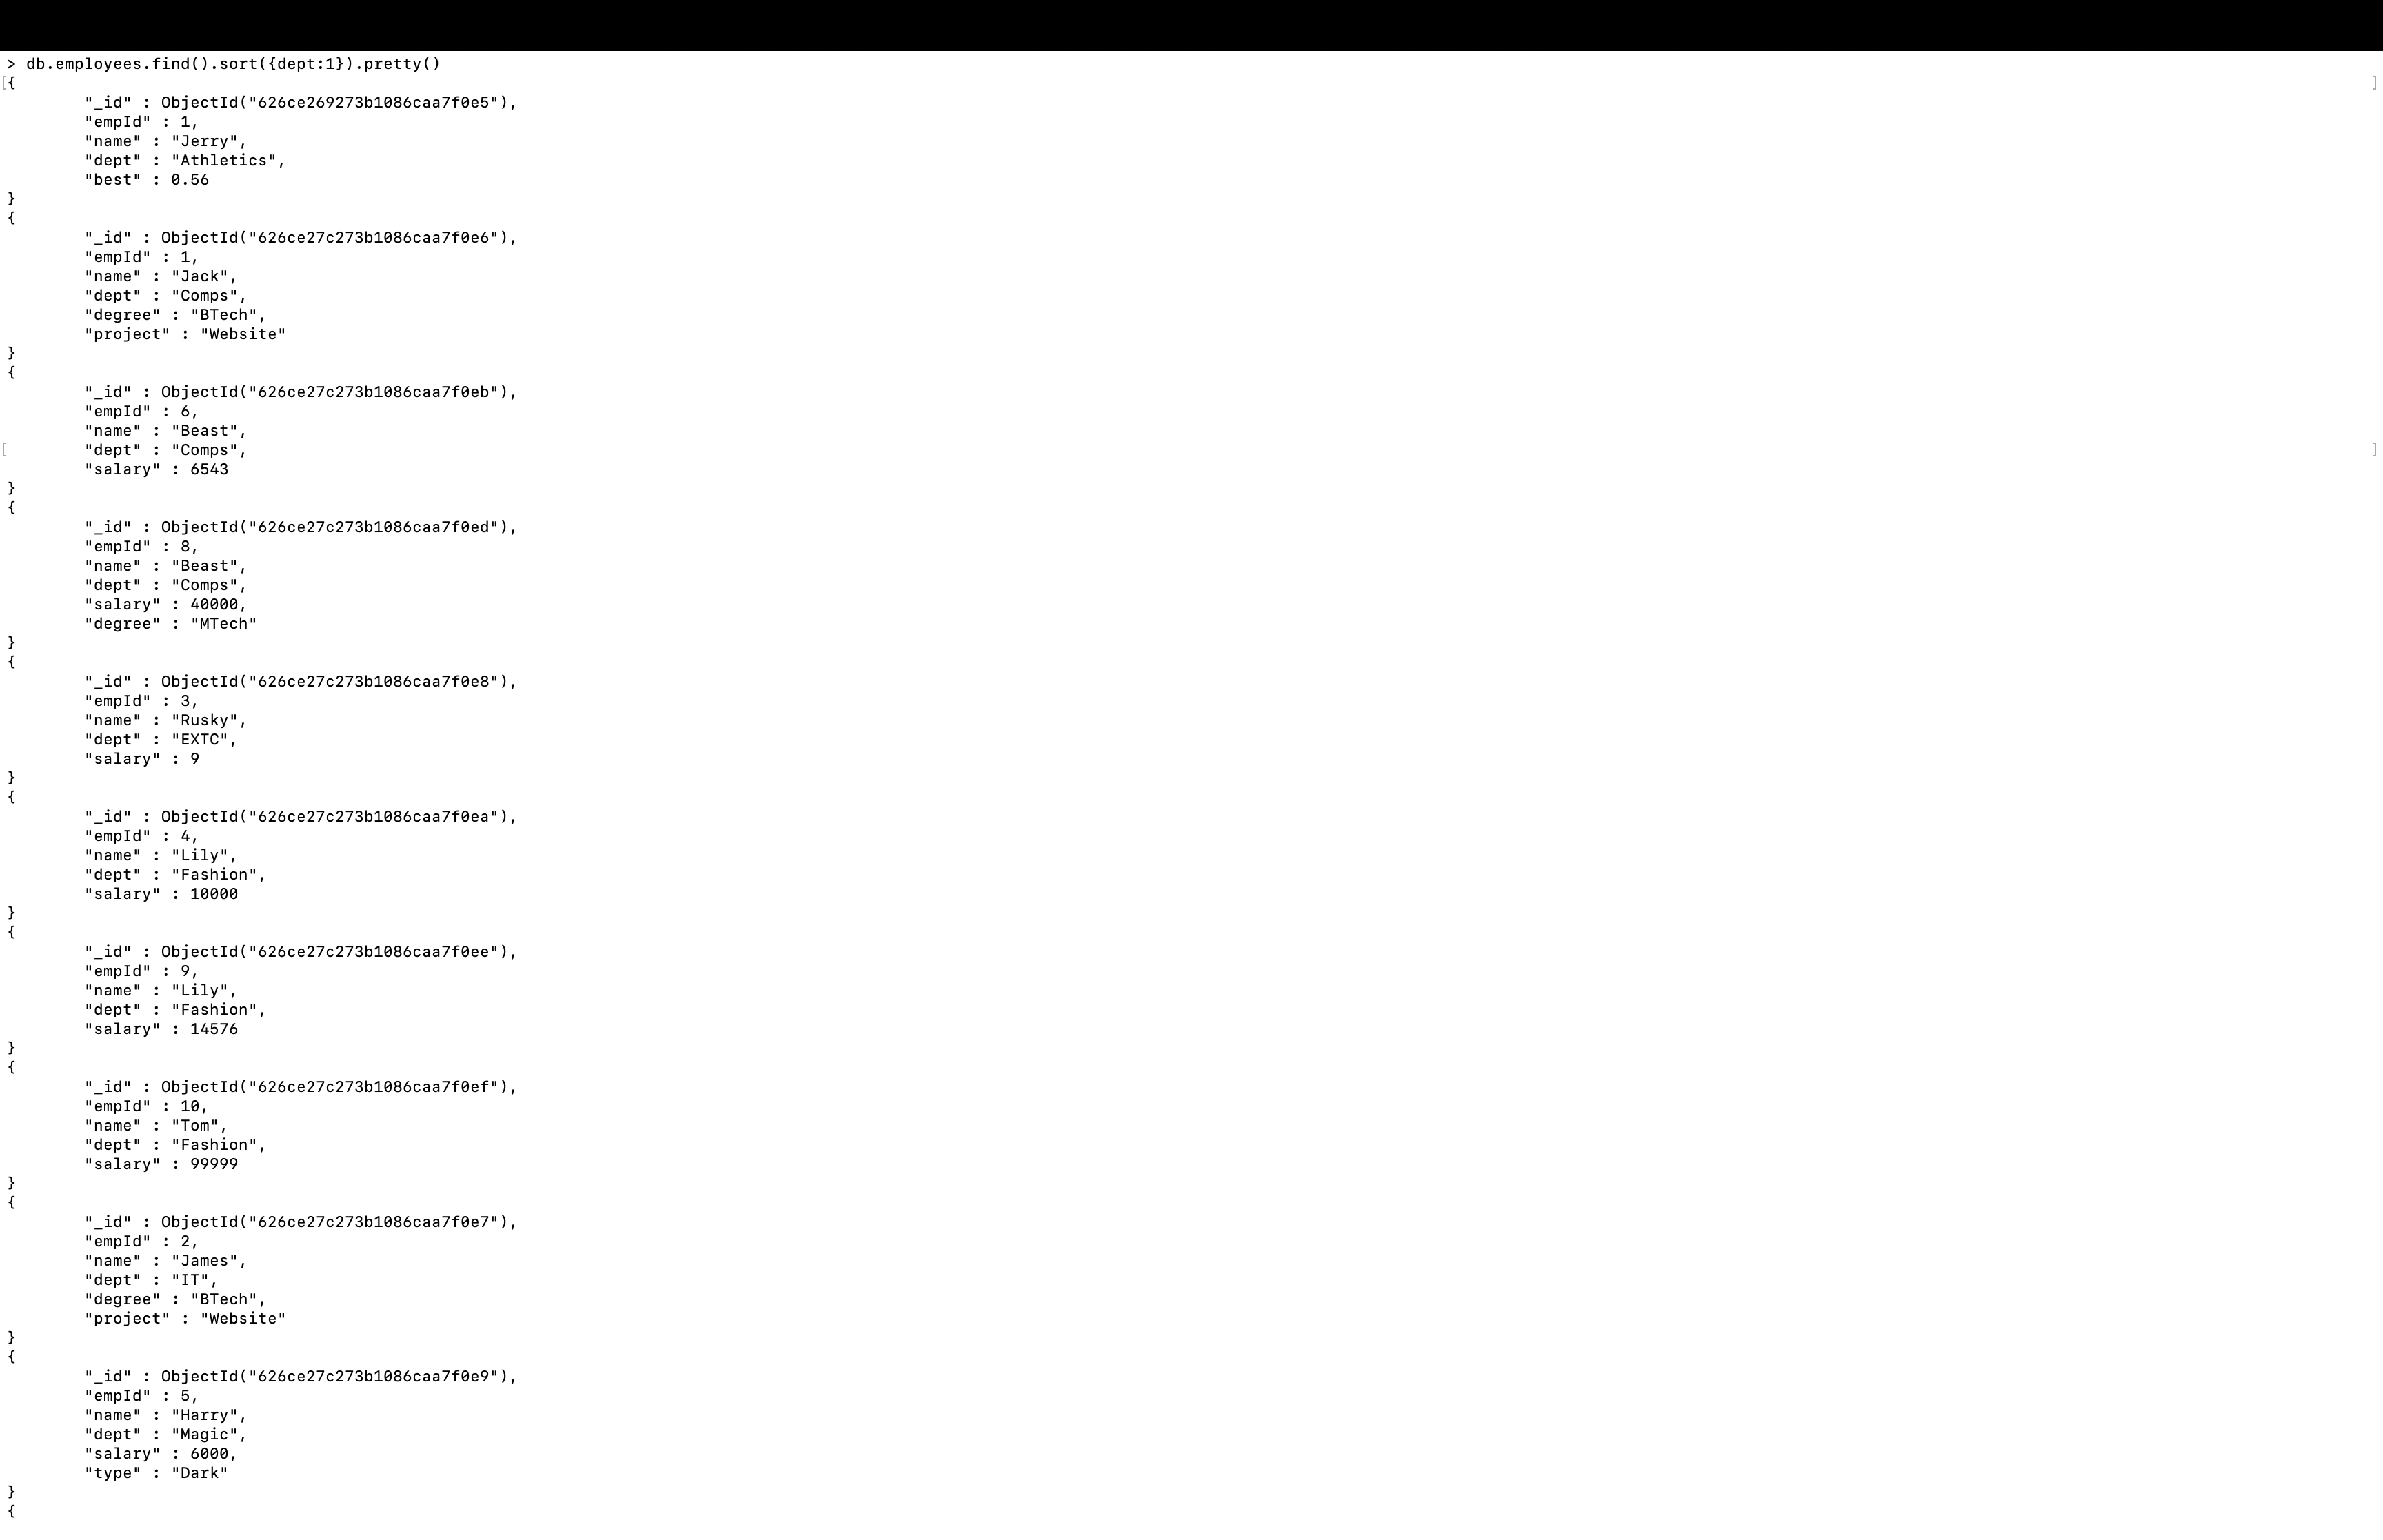 > db.employees.find().sort({dept:1}).pretty()
[{ ]
"_id" : ObjectId("626ce269273b1086caa7f0e5"),
"empId" : 1,
"name" : "Jerry",
"dept" : "Athletics",
"best" : 0.56
}
{
"_id" : ObjectId("626ce27c273b1086caa7f0e6"),
"empId" : 1,
"name" : "Jack",
"dept" : "Comps",
"degree" : "BTech",
"project" : "Website"
}
{
"_id" : ObjectId("626ce27c273b1086caa7f0eb"),
"empId" : 6,
"name" : "Beast",
[ "dept" : "Comps", ]
"salary" : 6543
}
{
"_id" : ObjectId("626ce27c273b1086caa7f0ed"),
"empId" : 8,
"name" : "Beast",
"dept" : "Comps",
"salary" : 40000,
"degree" : "MTech"
}
{
"_id" : ObjectId("626ce27c273b1086caa7f0e8"),
"empId" : 3,
"name" : "Rusky",
"dept" : "EXTC",
"salary" : 9
}
{
"_id" : ObjectId("626ce27c273b1086caa7f0ea"),
"empId" : 4,
"name" : "Lily",
"dept" : "Fashion",
"salary" : 10000
}
{
"_id" : ObjectId("626ce27c273b1086caa7f0ee"),
"empId" : 9,
"name" : "Lily",
"dept" : "Fashion",
"salary" : 14576
}
{
"_id" : ObjectId("626ce27c273b1086caa7f0ef"),
"empId" : 10,
"name" : "Tom",
"dept" : "Fashion",
"salary" : 99999
}
{
"_id" : ObjectId("626ce27c273b1086caa7f0e7"),
"empId" : 2,
"name" : "James",
"dept" : "IT",
"degree" : "BTech",
"project" : "Website"
}
{
"_id" : ObjectId("626ce27c273b1086caa7f0e9"),
"empId" : 5,
"name" : "Harry",
"dept" : "Magic",
"salary" : 6000,
"type" : "Dark"
}
{